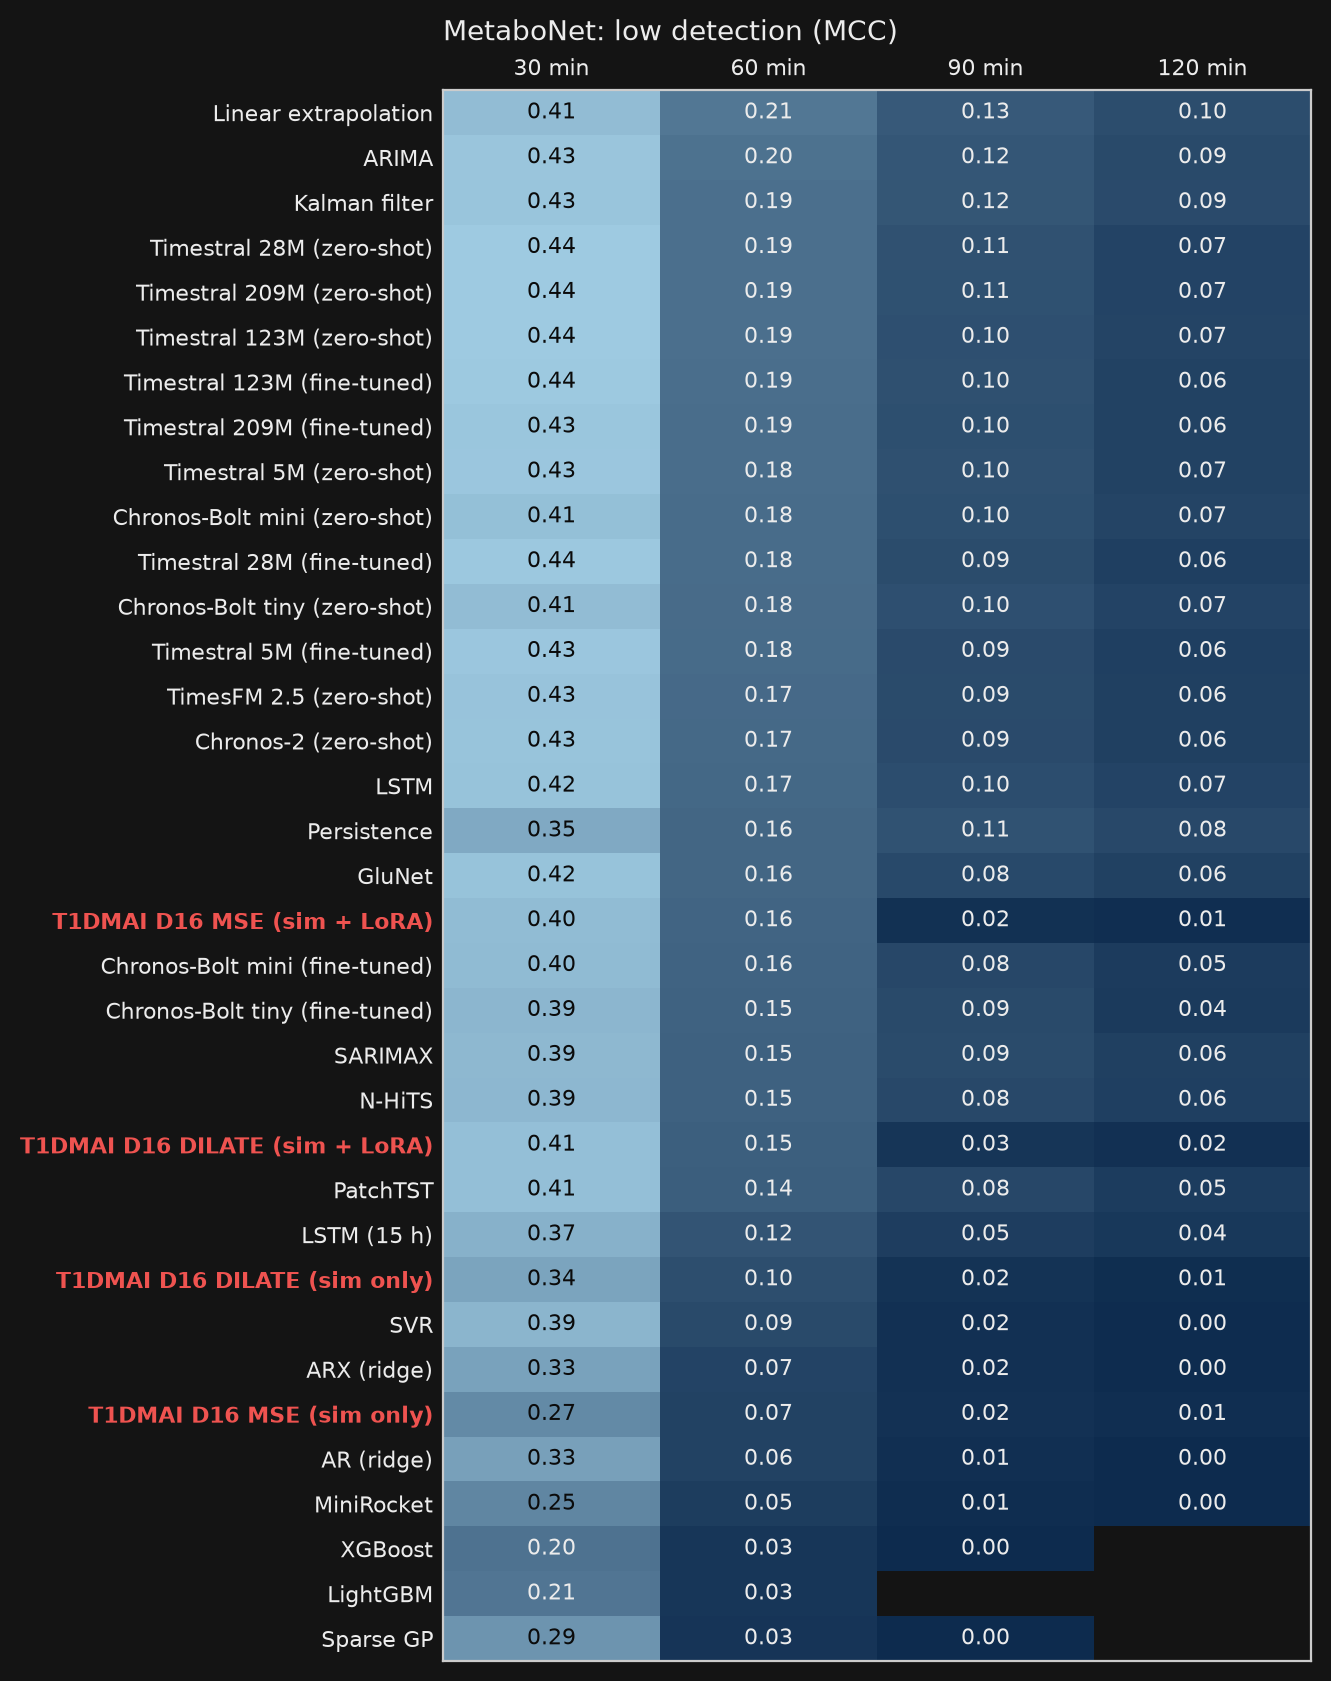 MetaboNet: low detection (MCC)
30 min 60 min 90 min 120 min
Linear extrapolation 0.41 0.21 0.13 0.10
ARIMA 0.43 0.20 0.12 0.09
Kalman filter 0.43 0.19 0.12 0.09
Timestral 28M (zero-shot) 0.44 0.19 0.11 0.07
Timestral 209M (zero-shot) 0.44 0.19 0.11 0.07
Timestral 123M (zero-shot) 0.44 0.19 0.10 0.07
Timestral 123M (fine-tuned) 0.44 0.19 0.10 0.06
Timestral 209M (fine-tuned) 0.43 0.19 0.10 0.06
Timestral 5M (zero-shot) 0.43 0.18 0.10 0.07
Chronos-Bolt mini (zero-shot) 0.41 0.18 0.10 0.07
Timestral 28M (fine-tuned) 0.44 0.18 0.09 0.06
Chronos-Bolt tiny (zero-shot) 0.41 0.18 0.10 0.07
Timestral 5M (fine-tuned) 0.43 0.18 0.09 0.06
TimesFM 2.5 (zero-shot) 0.43 0.17 0.09 0.06
Chronos-2 (zero-shot) 0.43 0.17 0.09 0.06
LSTM 0.42 0.17 0.10 0.07
Persistence 0.35 0.16 0.11 0.08
GluNet 0.42 0.16 0.08 0.06
T1DMAI D16 MSE (sim + LoRA) 0.40 0.16 0.02 0.01
Chronos-Bolt mini (fine-tuned) 0.40 0.16 0.08 0.05
Chronos-Bolt tiny (fine-tuned) 0.39 0.15 0.09 0.04
SARIMAX 0.39 0.15 0.09 0.06
N-HiTS 0.39 0.15 0.08 0.06
T1DMAI D16 DILATE (sim + LoRA) 0.41 0.15 0.03 0.02
PatchTST 0.41 0.14 0.08 0.05
LSTM (15 h) 0.37 0.12 0.05 0.04
T1DMAI D16 DILATE (sim only) 0.34 0.10 0.02 0.01
SVR 0.39 0.09 0.02 0.00
ARX (ridge) 0.33 0.07 0.02 0.00
T1DMAI D16 MSE (sim only) 0.27 0.07 0.02 0.01
AR (ridge) 0.33 0.06 0.01 0.00
MiniRocket 0.25 0.05 0.01 0.00
XGBoost 0.20 0.03 0.00
LightGBM 0.21 0.03
Sparse GP 0.29 0.03 0.00